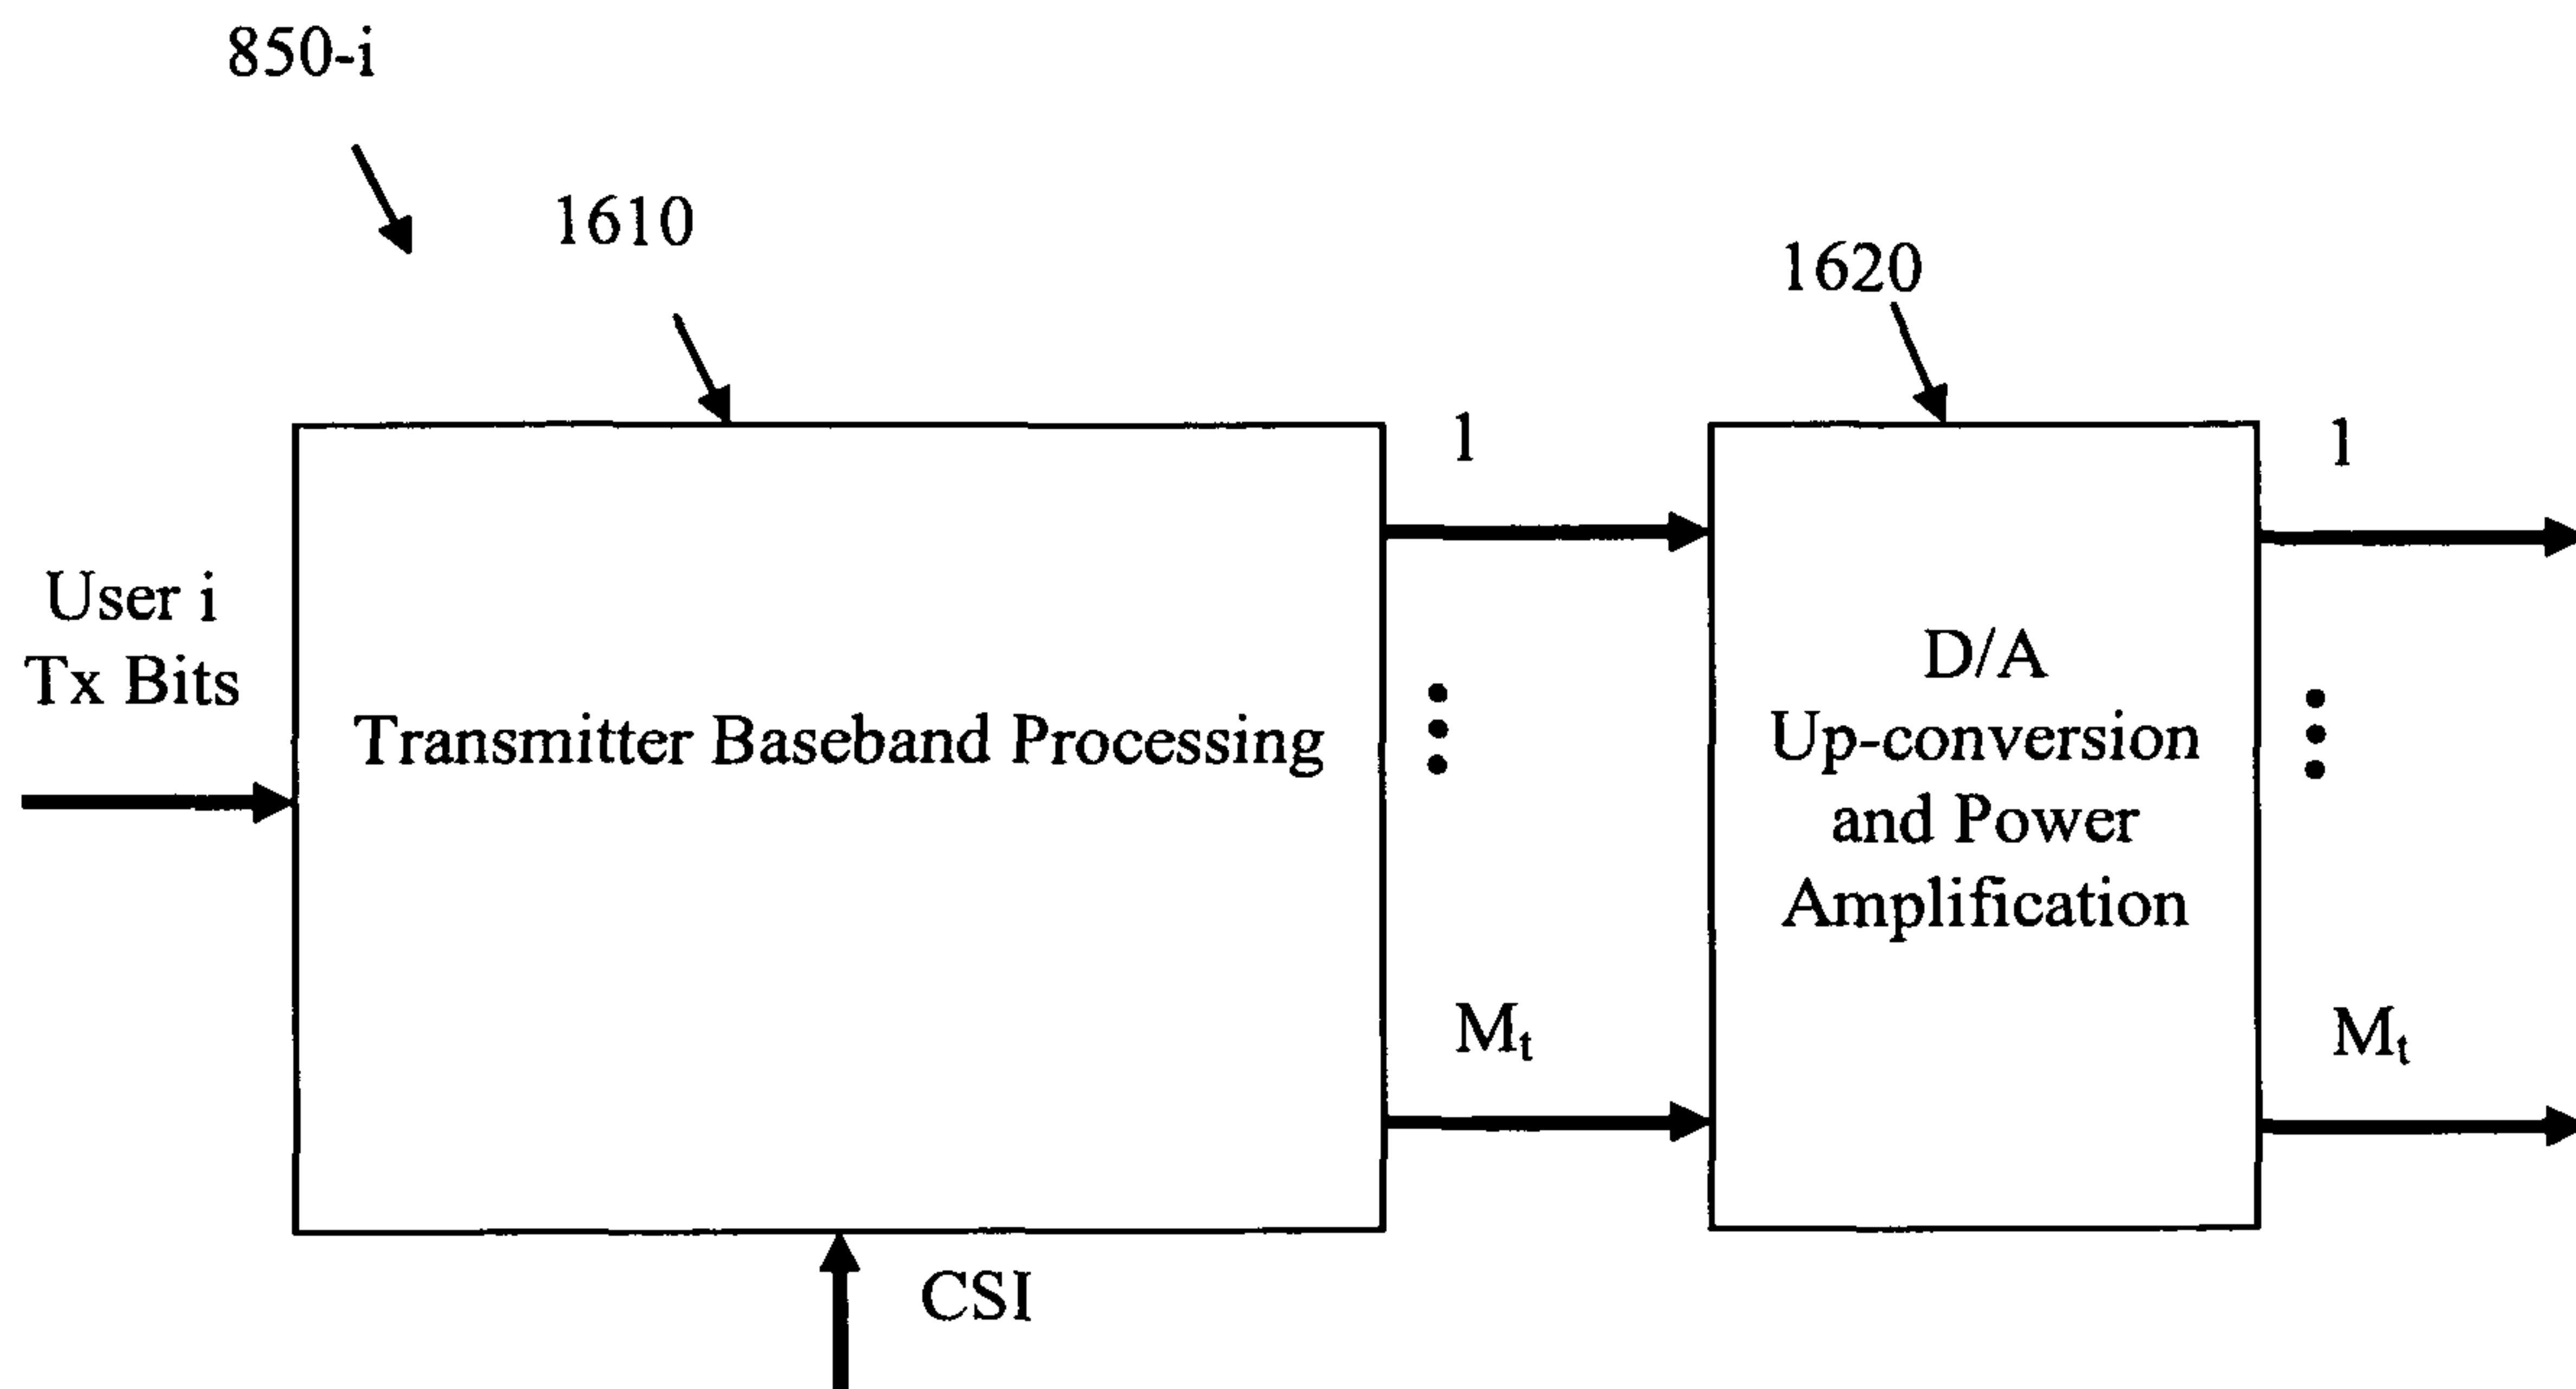 850-i
1610
1620
1
1
User i
Tx Bits
Transmitter Baseband Processing
D/A
Up-conversion
and Power
Amplification
Mt
Mt
CSI